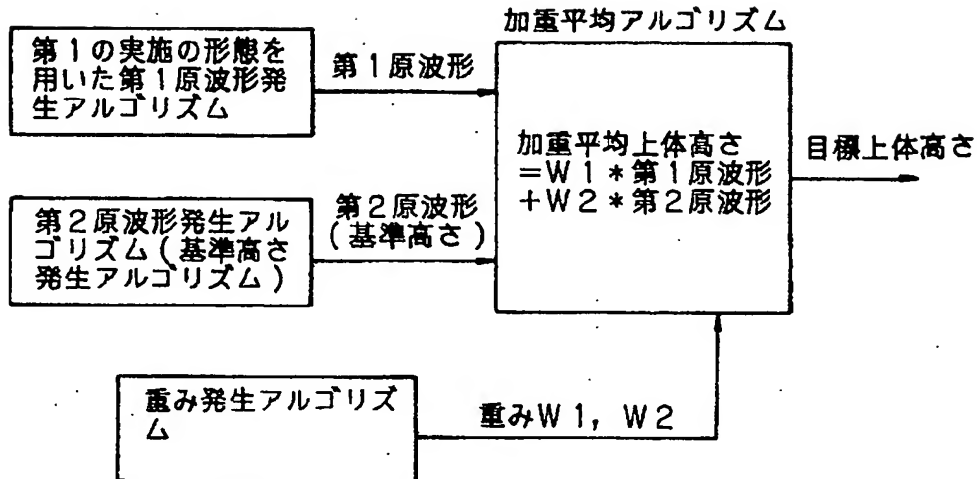 加重平均アルゴリズム
第1の実施の形態を
用いた第1原波形発
生アルゴリズム
第1原波形
加重平均上体高さ
=W1*第1原波形
+W2*第2原波形
目標上体高さ
第2原波形発生アル
ゴリズム(基準高さ
発生アルゴリズム)
第2原波形
(基準高さ)
重み発生アルゴリズ
ム
重みW1, W2